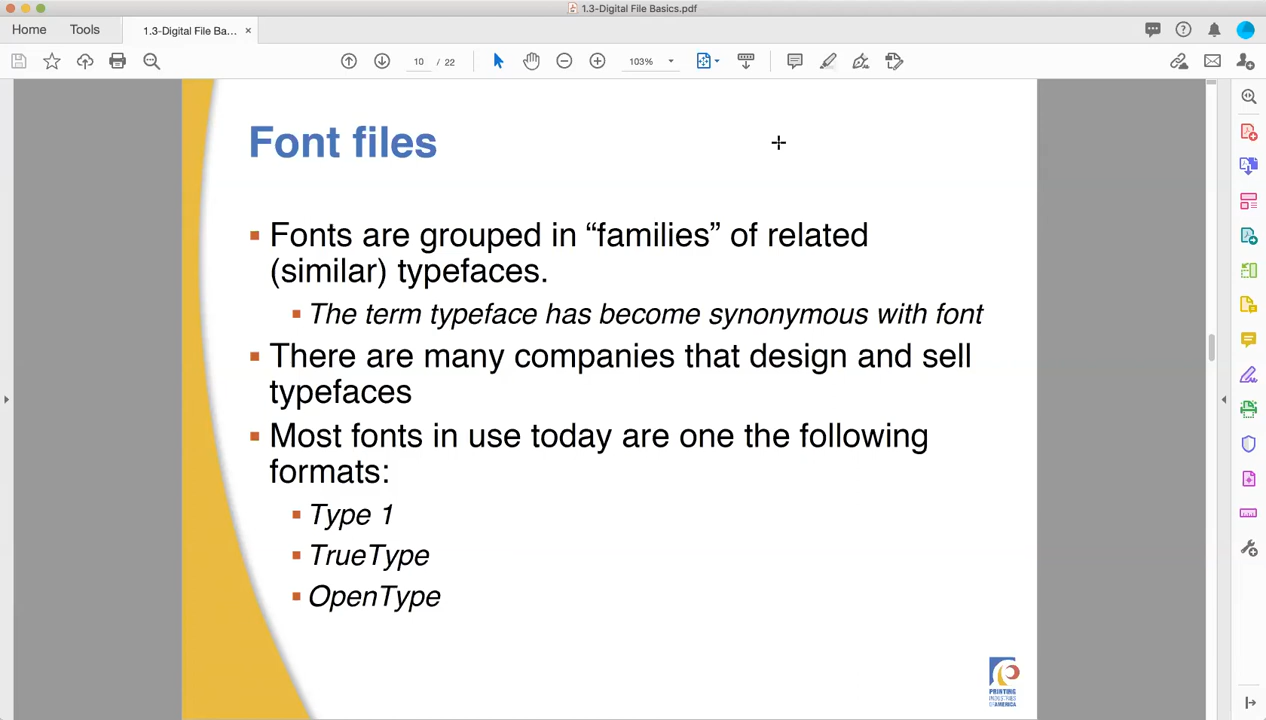 1.3-Digital File Basics.pdf
Home Tools 1.3-Digital File Ba... ×
10 / 22 103%
Font files
▪ Fonts are grouped in “families” of related
(similar) typefaces.
▪ The term typeface has become synonymous with font
▪ There are many companies that design and sell
typefaces
▪ Most fonts in use today are one the following
formats:
▪ Type 1
▪ TrueType
▪ OpenType
PRINTING
INDUSTRIES
OF AMERICA